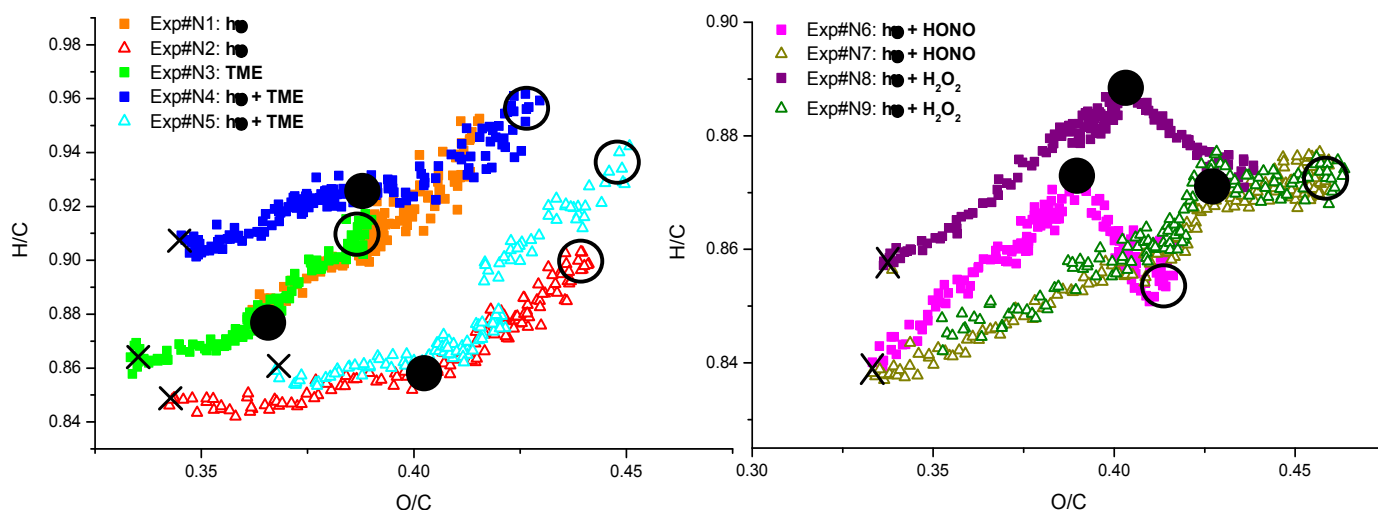 Exp#N1: h●
Exp#N2: h●
Exp#N3: TME
Exp#N4: h● + TME
Exp#N5: h● + TME
0.98
0.96
0.94
0.92
0.90
0.88
0.86
0.84
H/C
0.35
0.40
0.45
O/C
Exp#N6: h● + HONO
Exp#N7: h● + HONO
Exp#N8: h● + H₂O₂
Exp#N9: h● + H₂O₂
0.90
0.88
0.86
0.84
H/C
0.30
0.35
0.40
0.45
O/C